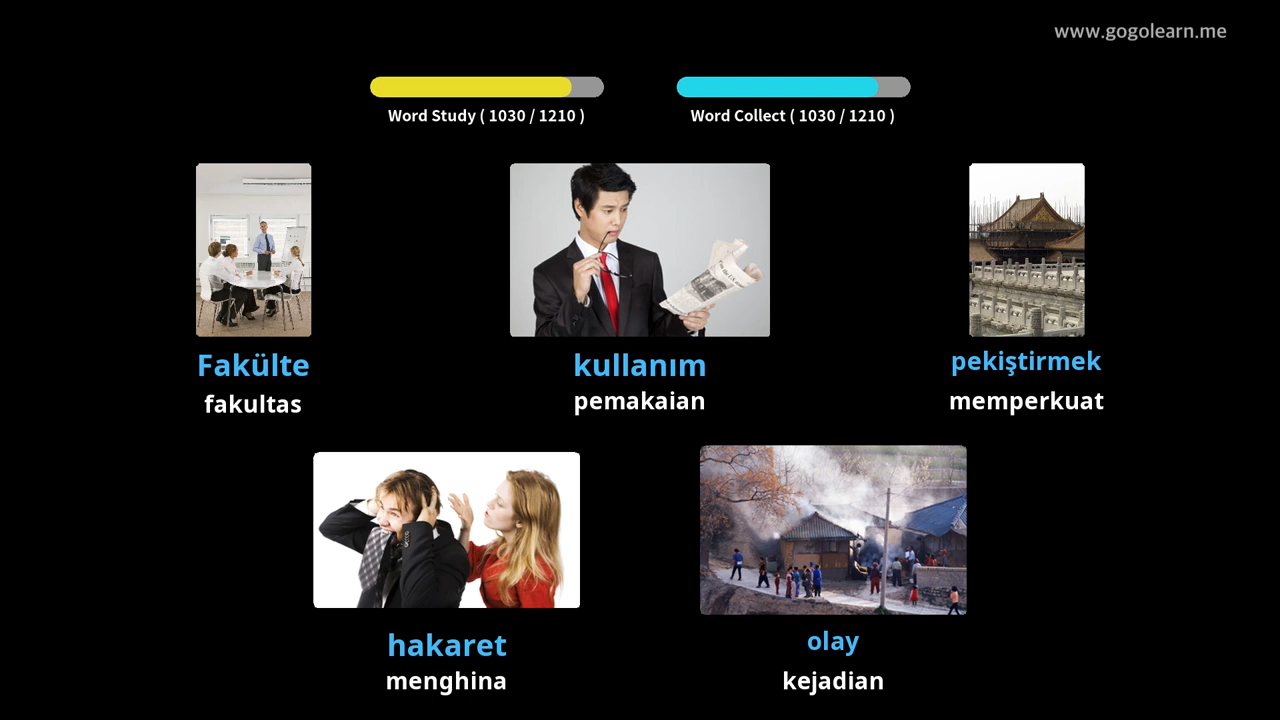 www.gogolearn.me
Word Study ( 1030 / 1210 )
Word Collect ( 1030 / 1210 )
Fakülte
fakultas
kullanım
pemakaian
pekiştirmek
memperkuat
hakaret
menghina
olay
kejadian